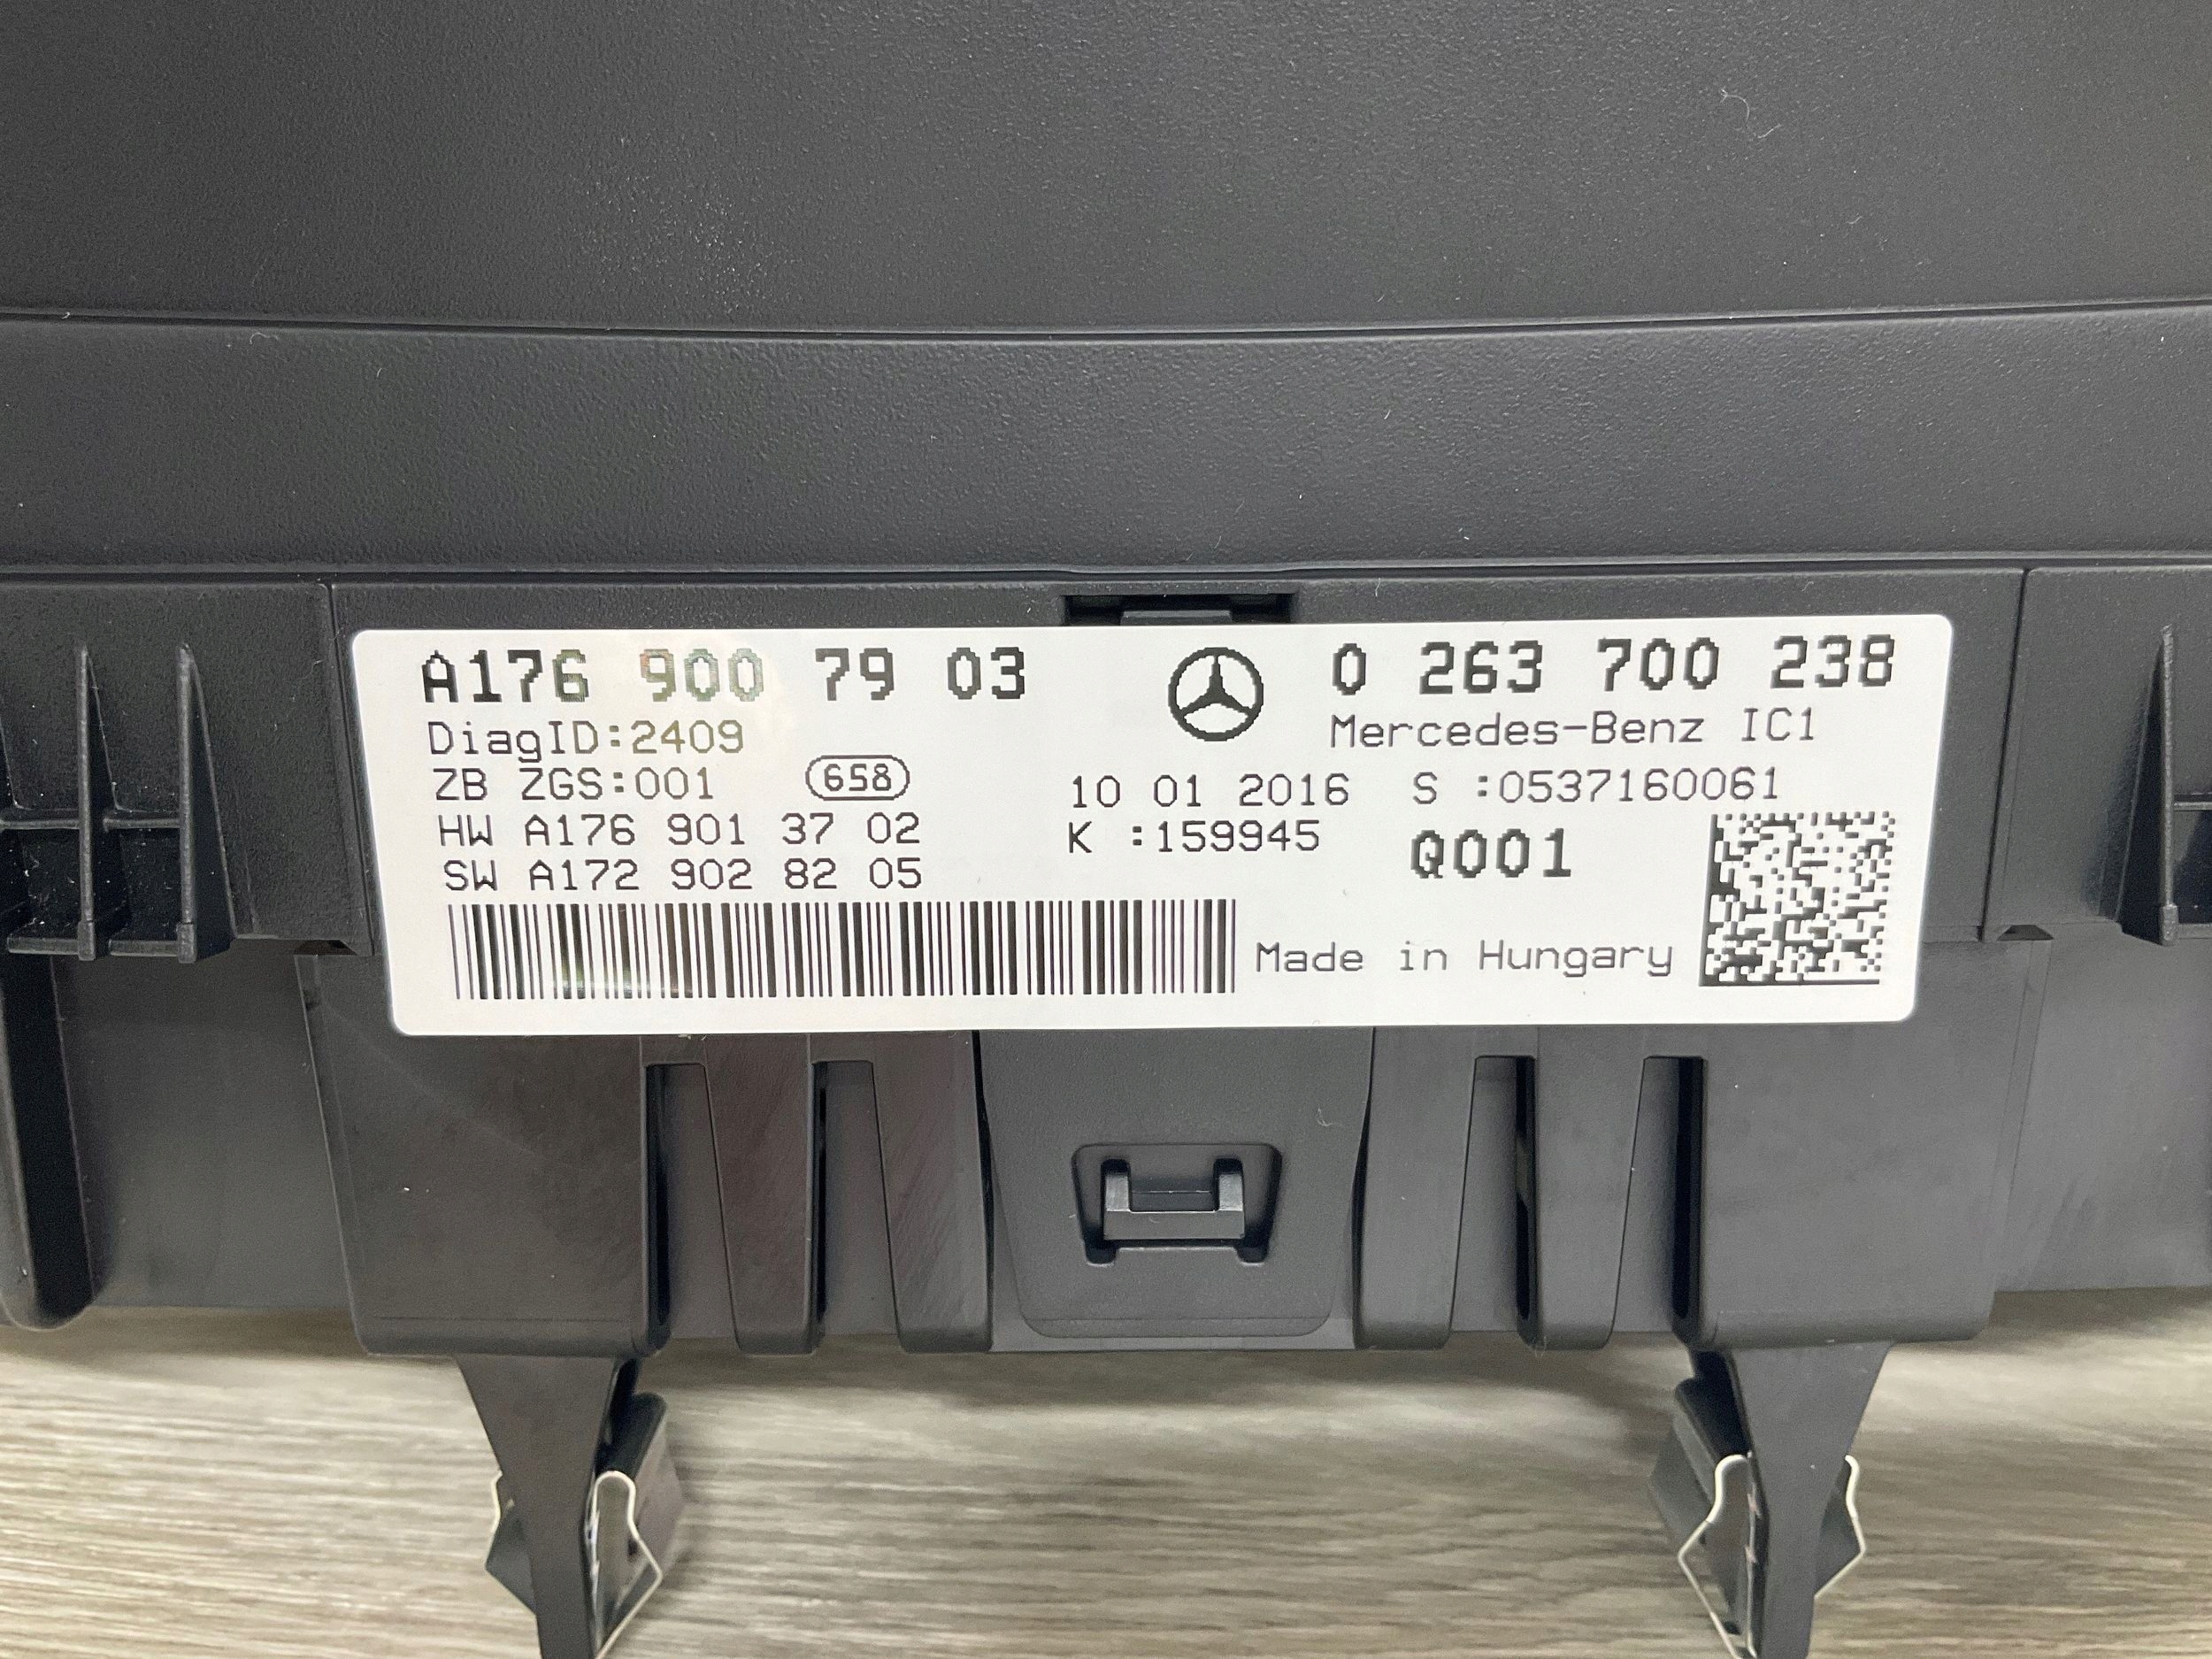 A176 900 79 03
0 263 700 238
DiagID:2409
Mercedes-Benz IC1
ZB ZGS:001
658
10 01 2016 S :0537160061
HW A176 901 37 02
K :159945
Q001
SW A172 902 82 05
Made in Hungary